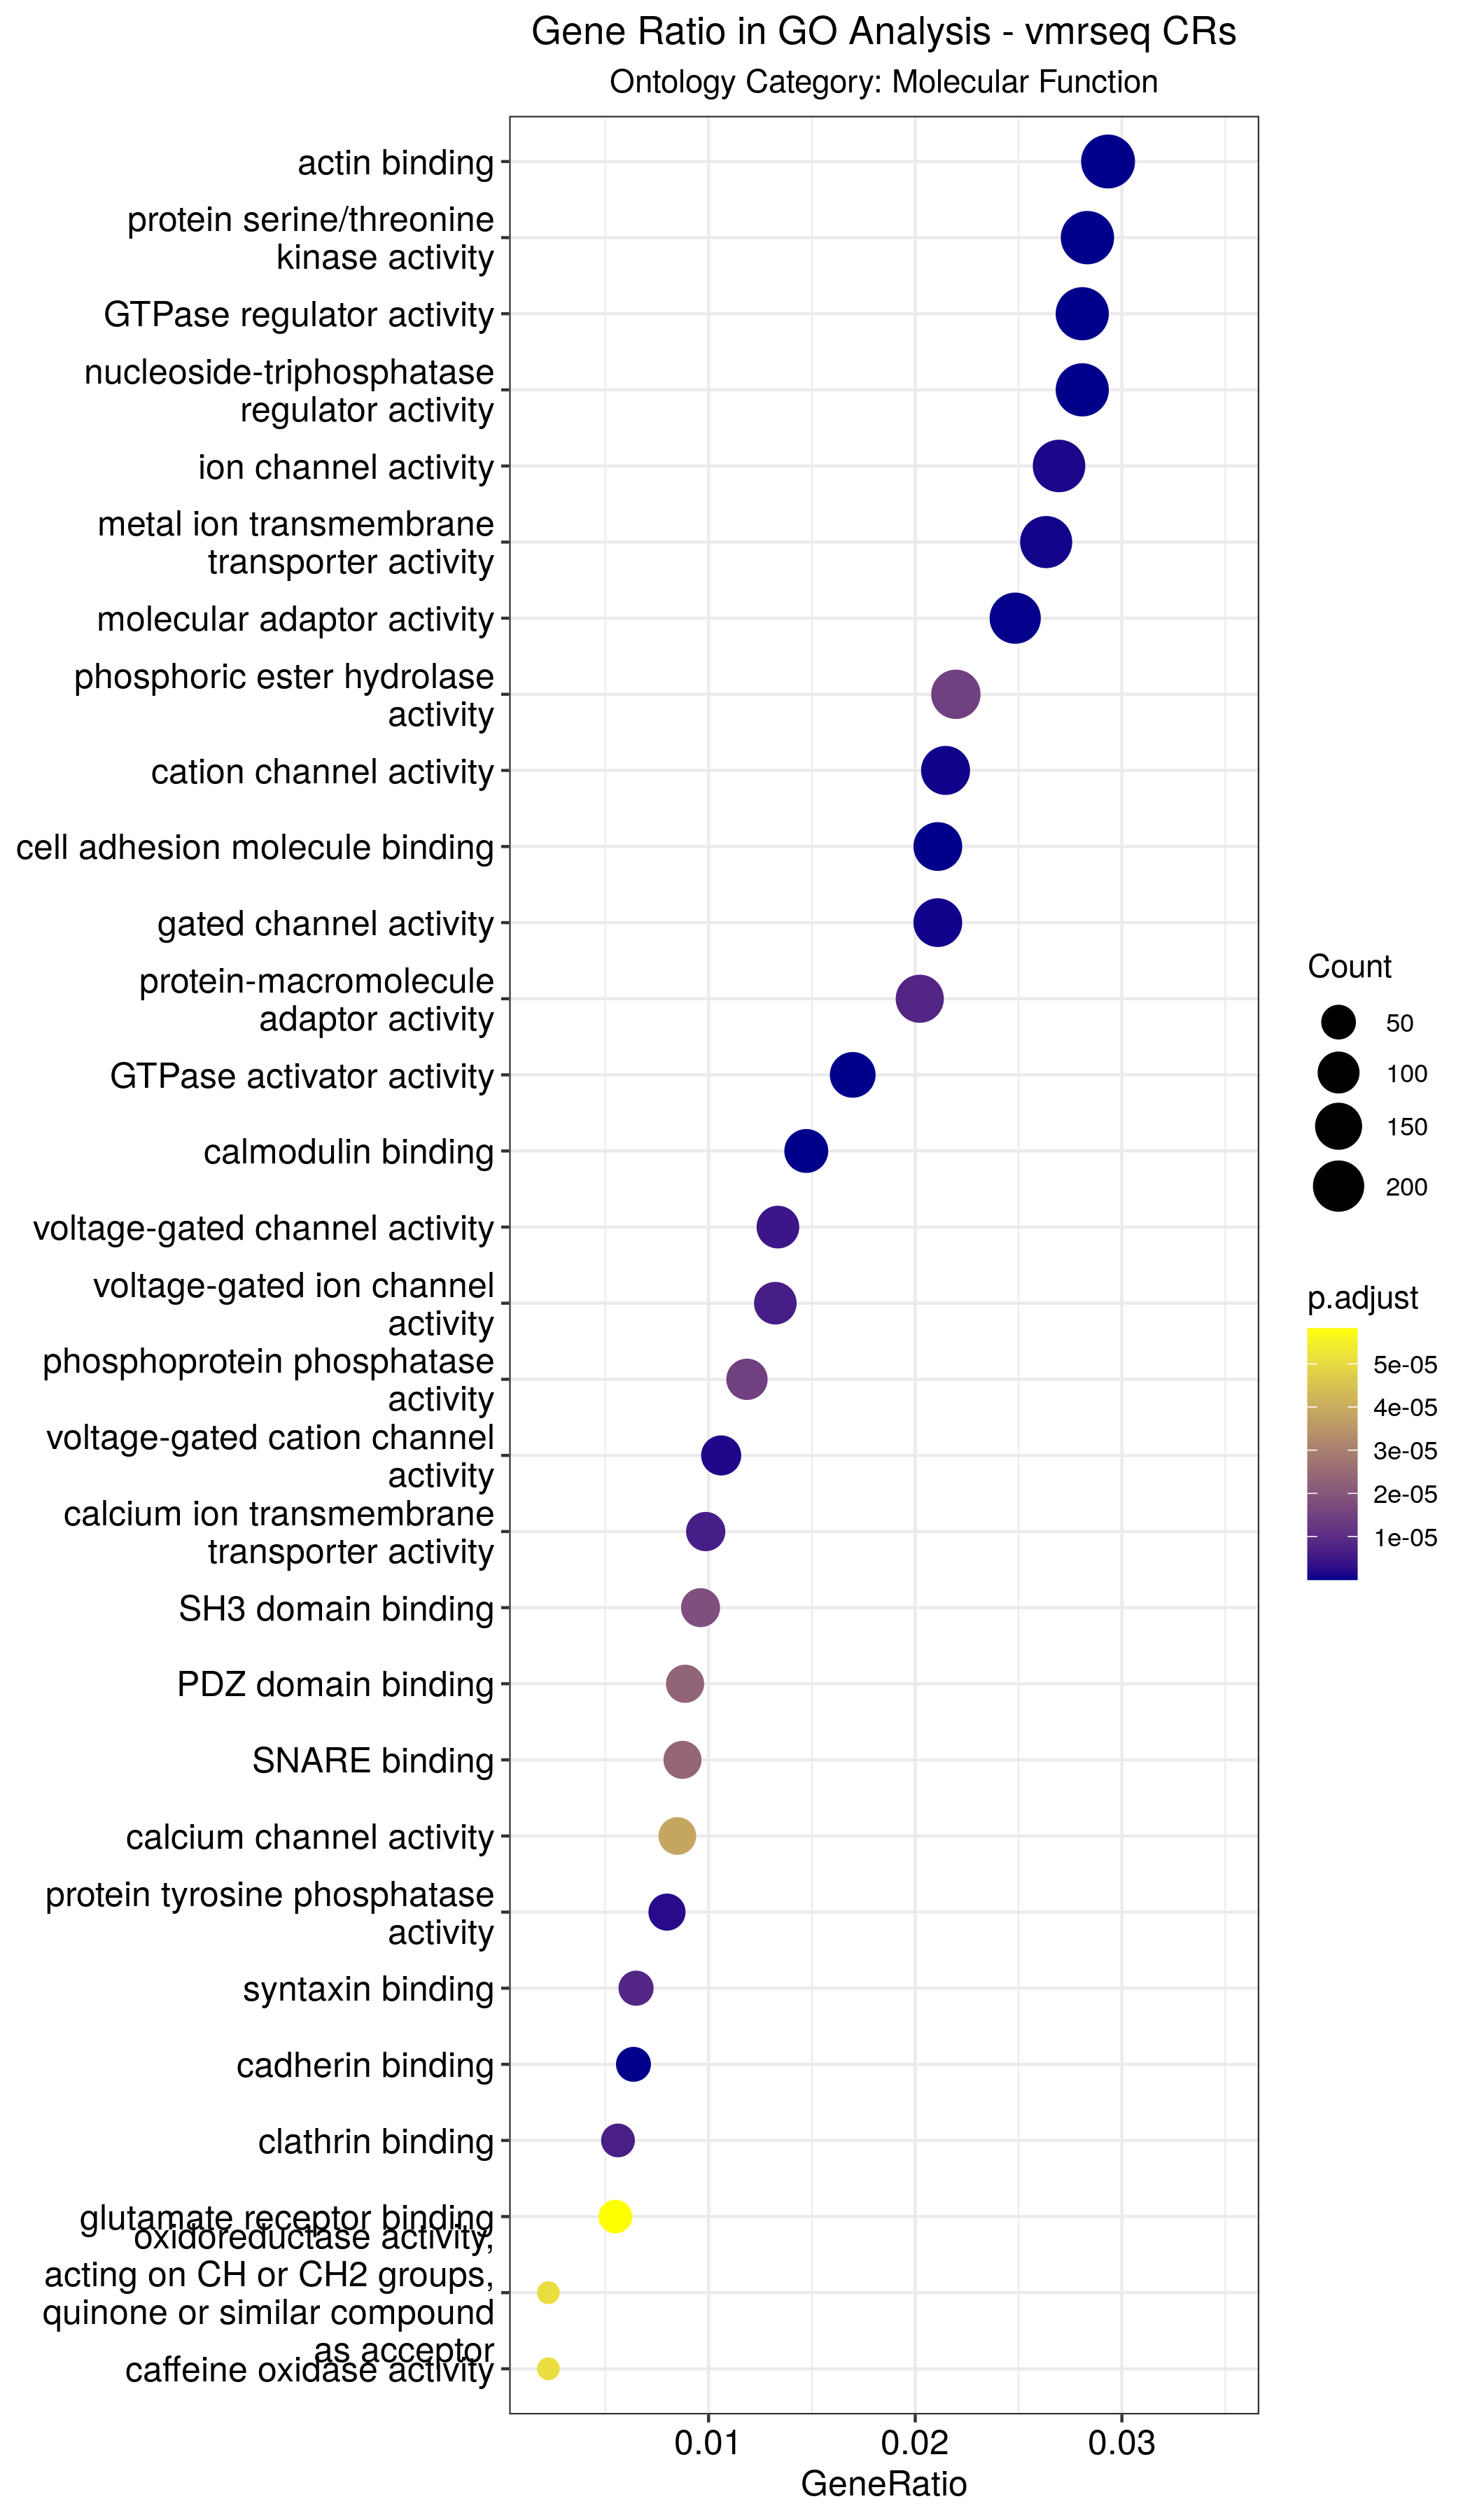 Gene Ratio in GO Analysis - vmrseq CRs
Ontology Category: Molecular Function
actin binding
protein serine/threonine
kinase activity
GTPase regulator activity
nucleoside-triphosphatase
regulator activity
ion channel activity
metal ion transmembrane
transporter activity
molecular adaptor activity
phosphoric ester hydrolase
activity
cation channel activity
cell adhesion molecule binding
gated channel activity
protein-macromolecule
adaptor activity
GTPase activator activity
calmodulin binding
voltage-gated channel activity
voltage-gated ion channel
activity
phosphoprotein phosphatase
activity
voltage-gated cation channel
activity
calcium ion transmembrane
transporter activity
SH3 domain binding
PDZ domain binding
SNARE binding
calcium channel activity
protein tyrosine phosphatase
activity
syntaxin binding
cadherin binding
clathrin binding
glutamate receptor binding
oxidoreductase activity,
acting on CH or CH2 groups,
quinone or similar compound
as acceptor
caffeine oxidase activity
0.01
0.02
0.03
GeneRatio
Count
50
100
150
200
p.adjust
5e-05
4e-05
3e-05
2e-05
1e-05